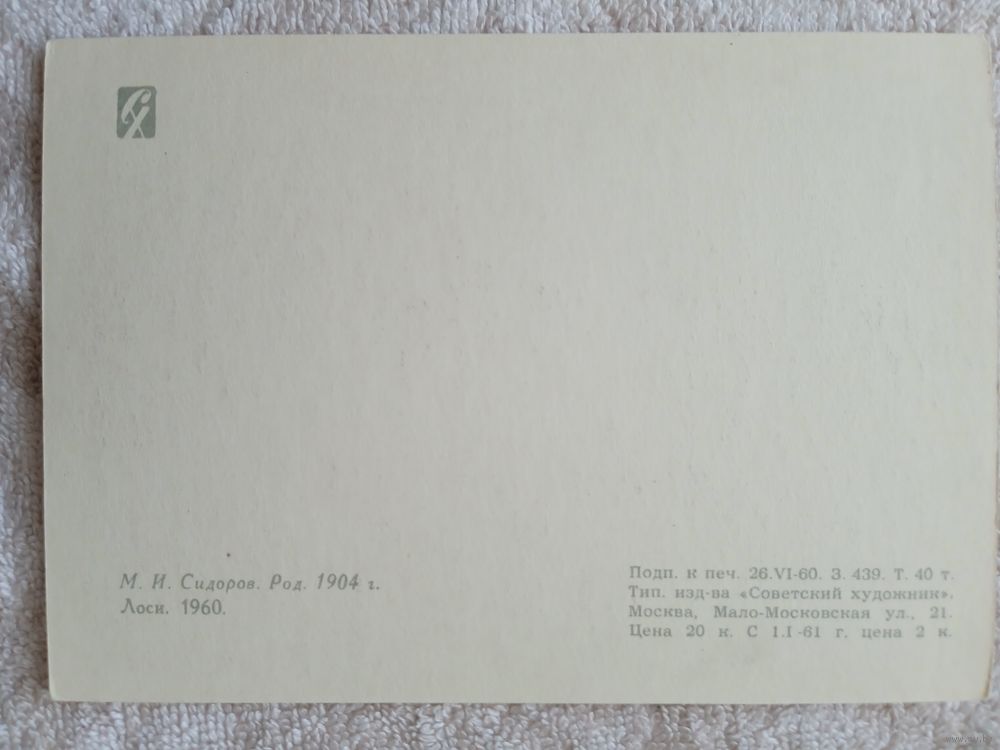 СХ
М. И. Сидоров. Род. 1904 г.
Лоси. 1960.
Подп. к печ. 26.VI-60. З. 439. Т. 40 т.
Тип. изд-ва «Советский художник».
Москва, Мало-Московская ул., 21.
Цена 20 к. С 1.I-61 г. цена 2 к.